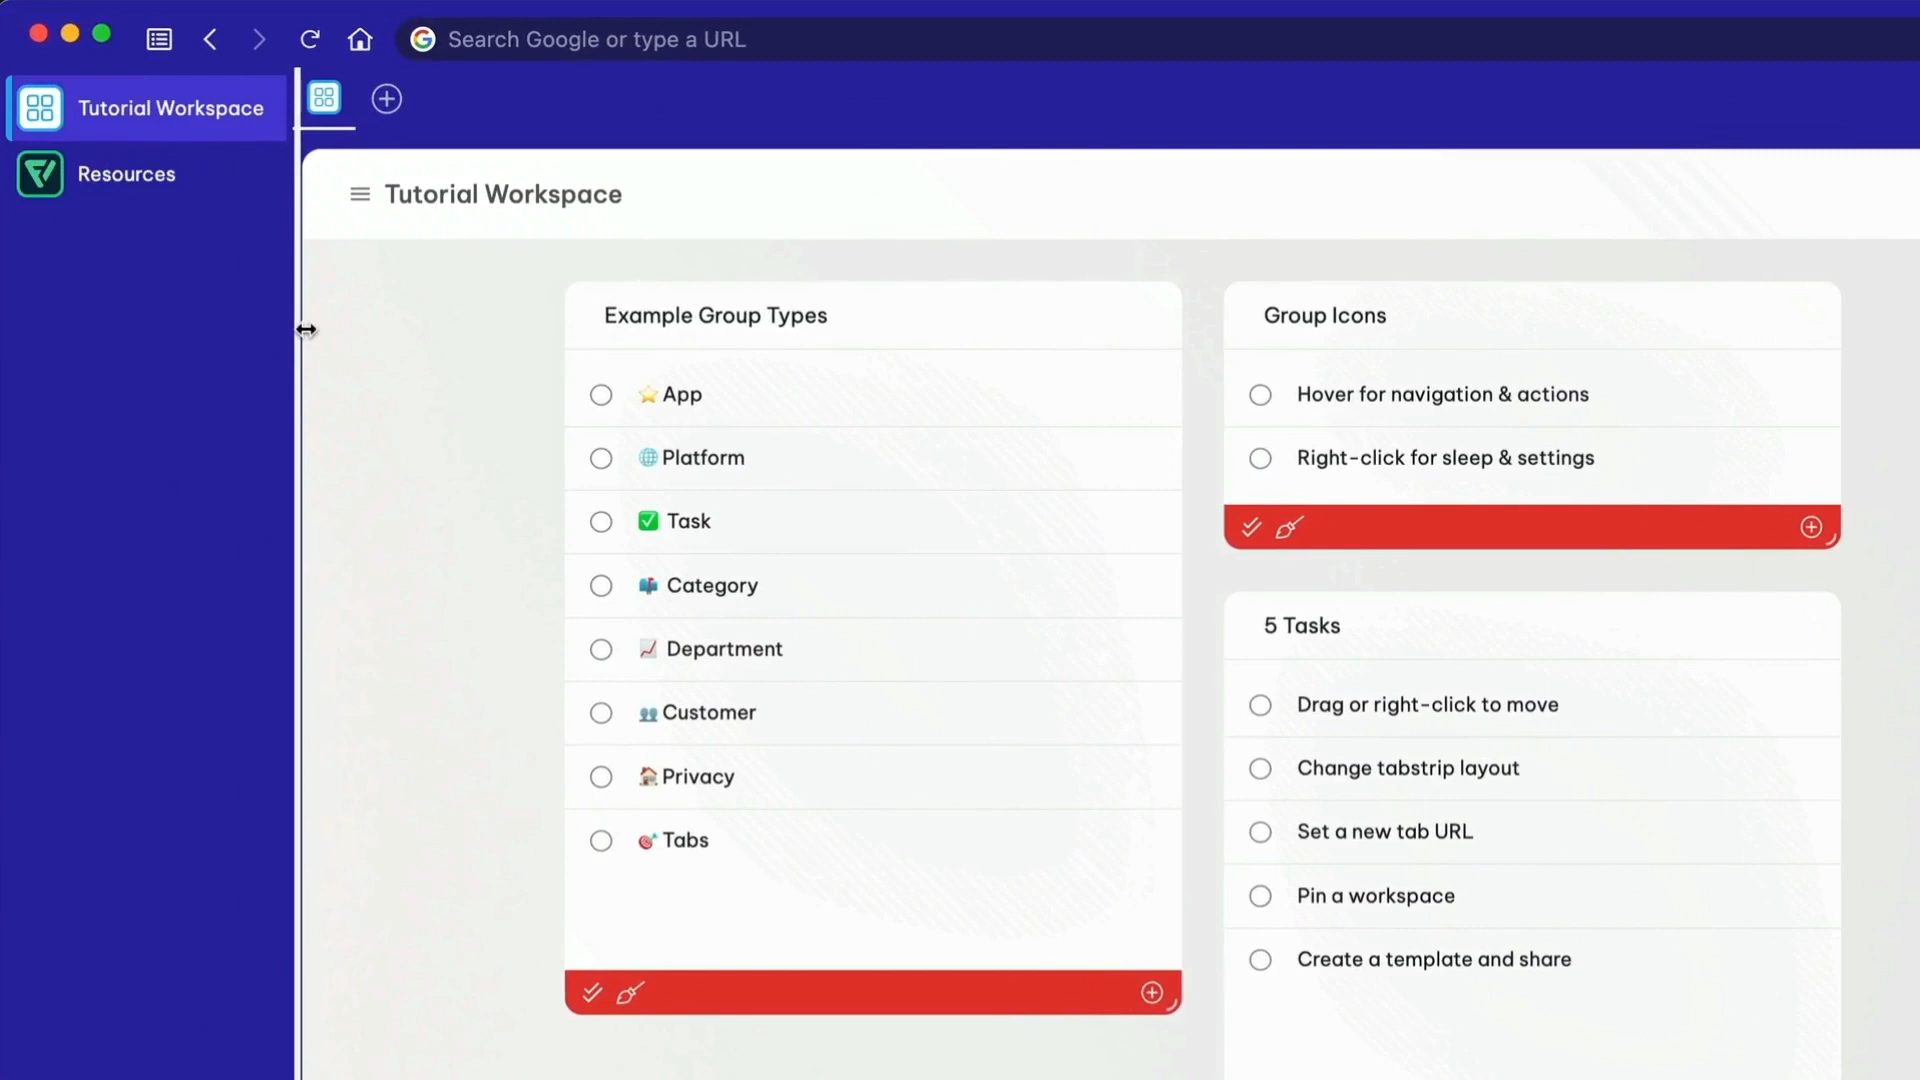 Search Google or type a URL
Tutorial Workspace
Resources
Tutorial Workspace
Example Group Types
App
Platform
Task
Category
Department
Customer
Privacy
Tabs
Group Icons
Hover for navigation & actions
Right-click for sleep & settings
5 Tasks
Drag or right-click to move
Change tabstrip layout
Set a new tab URL
Pin a workspace
Create a template and share